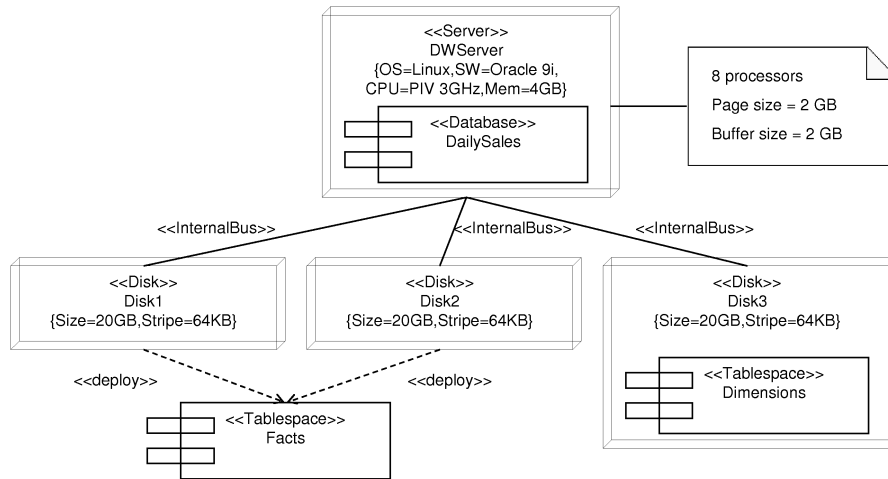 <<Server>>
DWServer
{OS=Linux,SW=Oracle 9i,
CPU=PIV 3GHz,Mem=4GB}
<<Database>>
DailySales
8 processors
Page size = 2 GB
Buffer size = 2 GB
<<InternalBus>>
<<InternalBus>>
<<InternalBus>>
<<Disk>>
Disk1
{Size=20GB,Stripe=64KB}
<<Disk>>
Disk2
{Size=20GB,Stripe=64KB}
<<Disk>>
Disk3
{Size=20GB,Stripe=64KB}
<<deploy>>
<<deploy>>
<<Tablespace>>
Facts
<<Tablespace>>
Dimensions